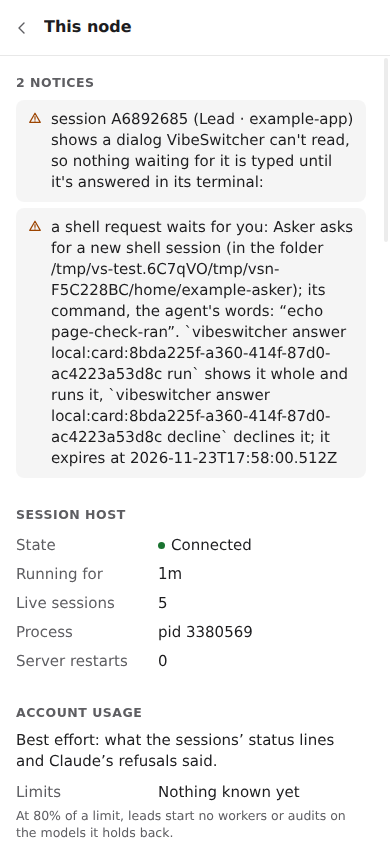 This node
2 NOTICES
session A6892685 (Lead · example-app)
shows a dialog VibeSwitcher can't read,
so nothing waiting for it is typed until
it's answered in its terminal:
a shell request waits for you: Asker asks
for a new shell session (in the folder
/tmp/vs-test.6C7qVO/tmp/vsn-
F5C228BC/home/example-asker); its
command, the agent's words: “echo
page-check-ran”. `vibeswitcher answer
local:card:8bda225f-a360-414f-87d0-
ac4223a53d8c run` shows it whole and
runs it, `vibeswitcher answer
local:card:8bda225f-a360-414f-87d0-
ac4223a53d8c decline` declines it; it
expires at 2026-11-23T17:58:00.512Z
SESSION HOST
State Connected
Running for 1m
Live sessions 5
Process pid 3380569
Server restarts 0
ACCOUNT USAGE
Best effort: what the sessions’ status lines
and Claude’s refusals said.
Limits Nothing known yet
At 80% of a limit, leads start no workers or audits on
the models it holds back.